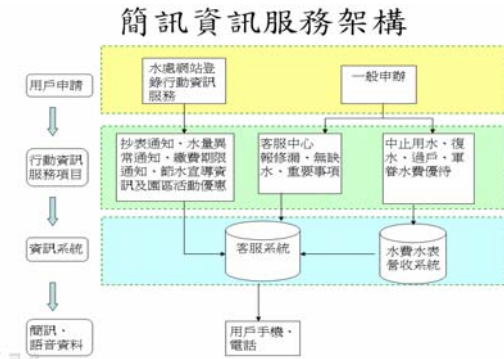 簡訊資訊服務架構
用戶申請
水處網站登
錄行動資訊
服務
一般申辦
行動資訊
服務項目
抄表通知、水量異
常通知、繳費期限
通知、節水宣導資
訊及園區活動優惠
客服中心
報修漏、無缺
水、重要事項
中止用水、復
水、過戶、軍
眷水費優待
資訊系統
客服系統
水費水表
營收系統
簡訊、
語音資料
用戶手機、
電話